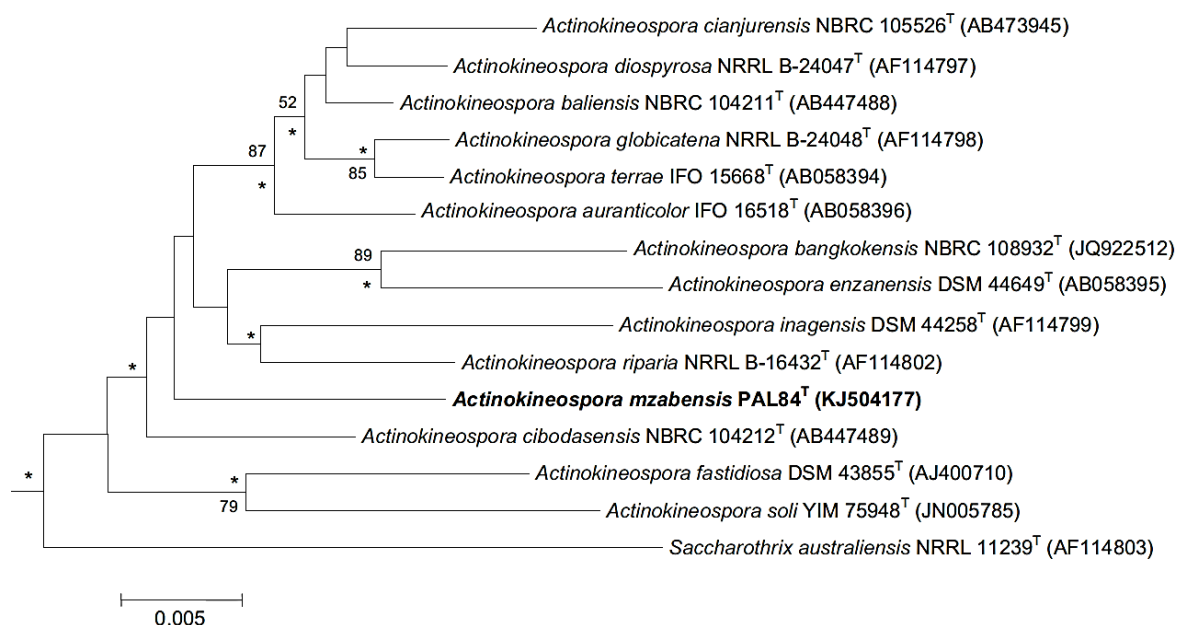 Actinokineospora cianjurensis NBRC 105526T (AB473945)
Actinokineospora diospyrosa NRRL B-24047T (AF114797)
52
Actinokineospora baliensis NBRC 104211T (AB447488)
*
Actinokineospora globicatena NRRL B-24048T (AF114798)
87
*
85
Actinokineospora terrae IFO 15668T (AB058394)
*
Actinokineospora auranticolor IFO 16518T (AB058396)
Actinokineospora bangkokensis NBRC 108932T (JQ922512)
89
*
Actinokineospora enzanensis DSM 44649T (AB058395)
Actinokineospora inagensis DSM 44258T (AF114799)
*
Actinokineospora riparia NRRL B-16432T (AF114802)
*
Actinokineospora mzabensis PAL84T (KJ504177)
Actinokineospora cibodasensis NBRC 104212T (AB447489)
*
Actinokineospora fastidiosa DSM 43855T (AJ400710)
*
79
Actinokineospora soli YIM 75948T (JN005785)
Saccharothrix australiensis NRRL 11239T (AF114803)
0.005